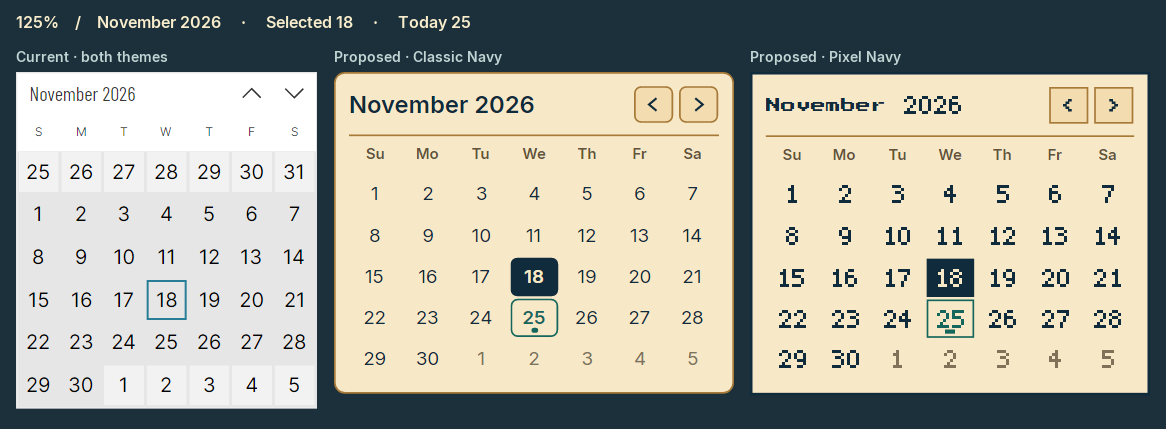 125% / November 2026 · Selected 18 · Today 25
Current · both themes
November 2026
S M T W T F S
25 26 27 28 29 30 31
1 2 3 4 5 6 7
8 9 10 11 12 13 14
15 16 17 18 19 20 21
22 23 24 25 26 27 28
29 30 1 2 3 4 5
Proposed · Classic Navy
November 2026
Su Mo Tu We Th Fr Sa
1 2 3 4 5 6 7
8 9 10 11 12 13 14
15 16 17 18 19 20 21
22 23 24 25 26 27 28
29 30 1 2 3 4 5
Proposed · Pixel Navy
November 2026
Su Mo Tu We Th Fr Sa
1 2 3 4 5 6 7
8 9 10 11 12 13 14
15 16 17 18 19 20 21
22 23 24 25 26 27 28
29 30 1 2 3 4 5